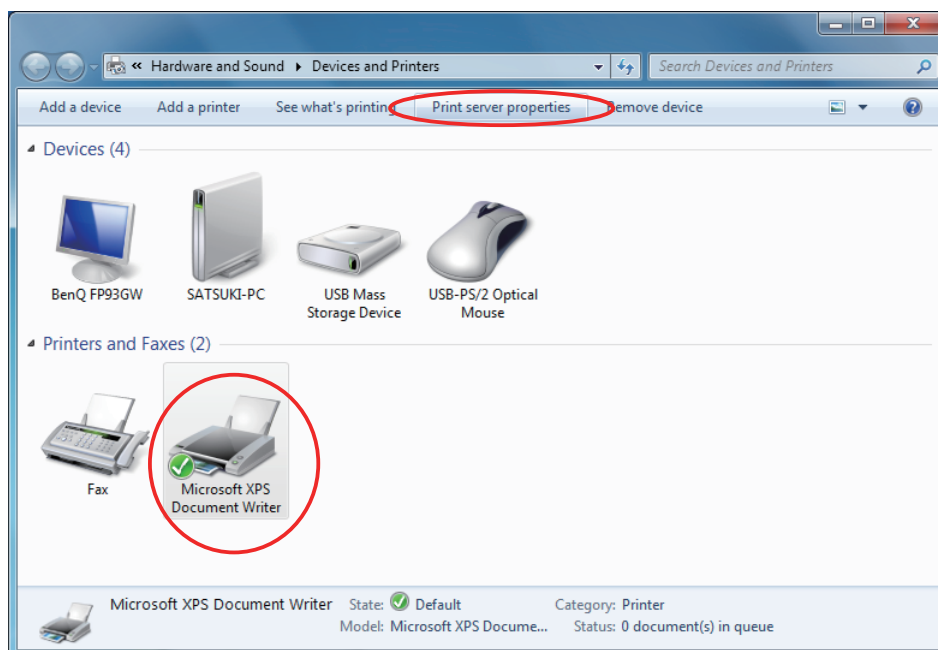 « Hardware and Sound ▸ Devices and Printers Search Devices and Printers
Add a device Add a printer See what's printing Print server properties Remove device
Devices (4)
BenQ FP93GW SATSUKI-PC USB Mass Storage Device USB-PS/2 Optical Mouse
Printers and Faxes (2)
Fax Microsoft XPS Document Writer
Microsoft XPS Document Writer State: Default Category: Printer
Model: Microsoft XPS Docume... Status: 0 document(s) in queue